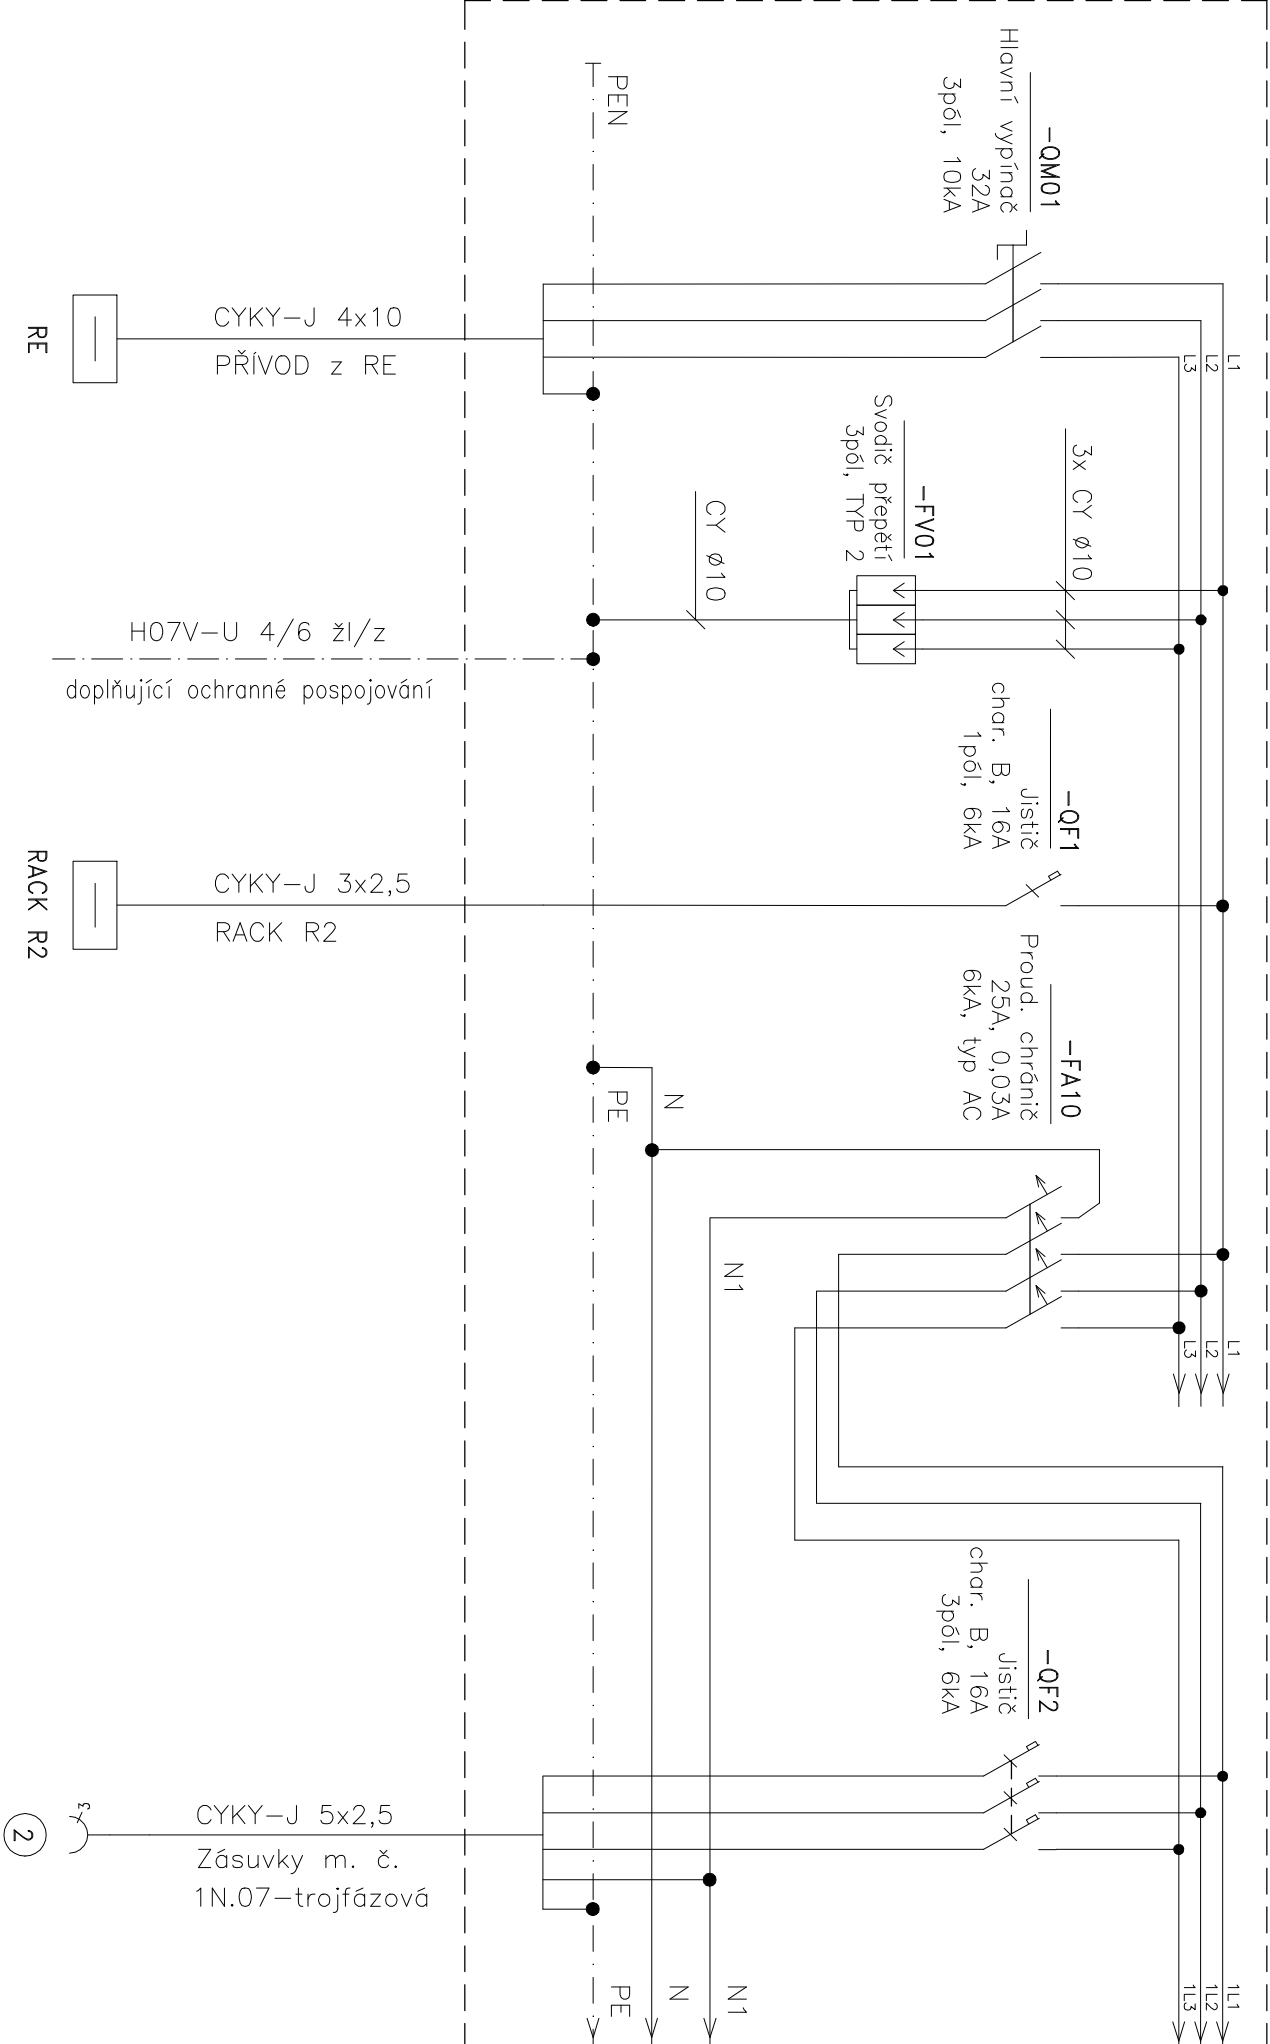 L1
L2
L3
-QM01
Hlavní vypínač
32A
3pól, 10kA
PEN
CYKY-J 4x10
PŘÍVOD z RE
RE
3x CY ø10
-FV01
Svodič přepětí
3pól, TYP 2
CY ø10
H07V-U 4/6 žl/z
doplňující ochranné pospojování
-QF1
Jistič
char. B, 16A
1pól, 6kA
CYKY-J 3x2,5
RACK R2
RACK R2
-FA10
Proud. chránič
25A, 0,03A
6kA, typ AC
N
PE
N1
L1
L2
L3
-QF2
Jistič
char. B, 16A
3pól, 6kA
1L1
1L2
1L3
N1
N
PE
CYKY-J 5x2,5
Zásuvky m. č.
1N.07-trojfázová
3
2